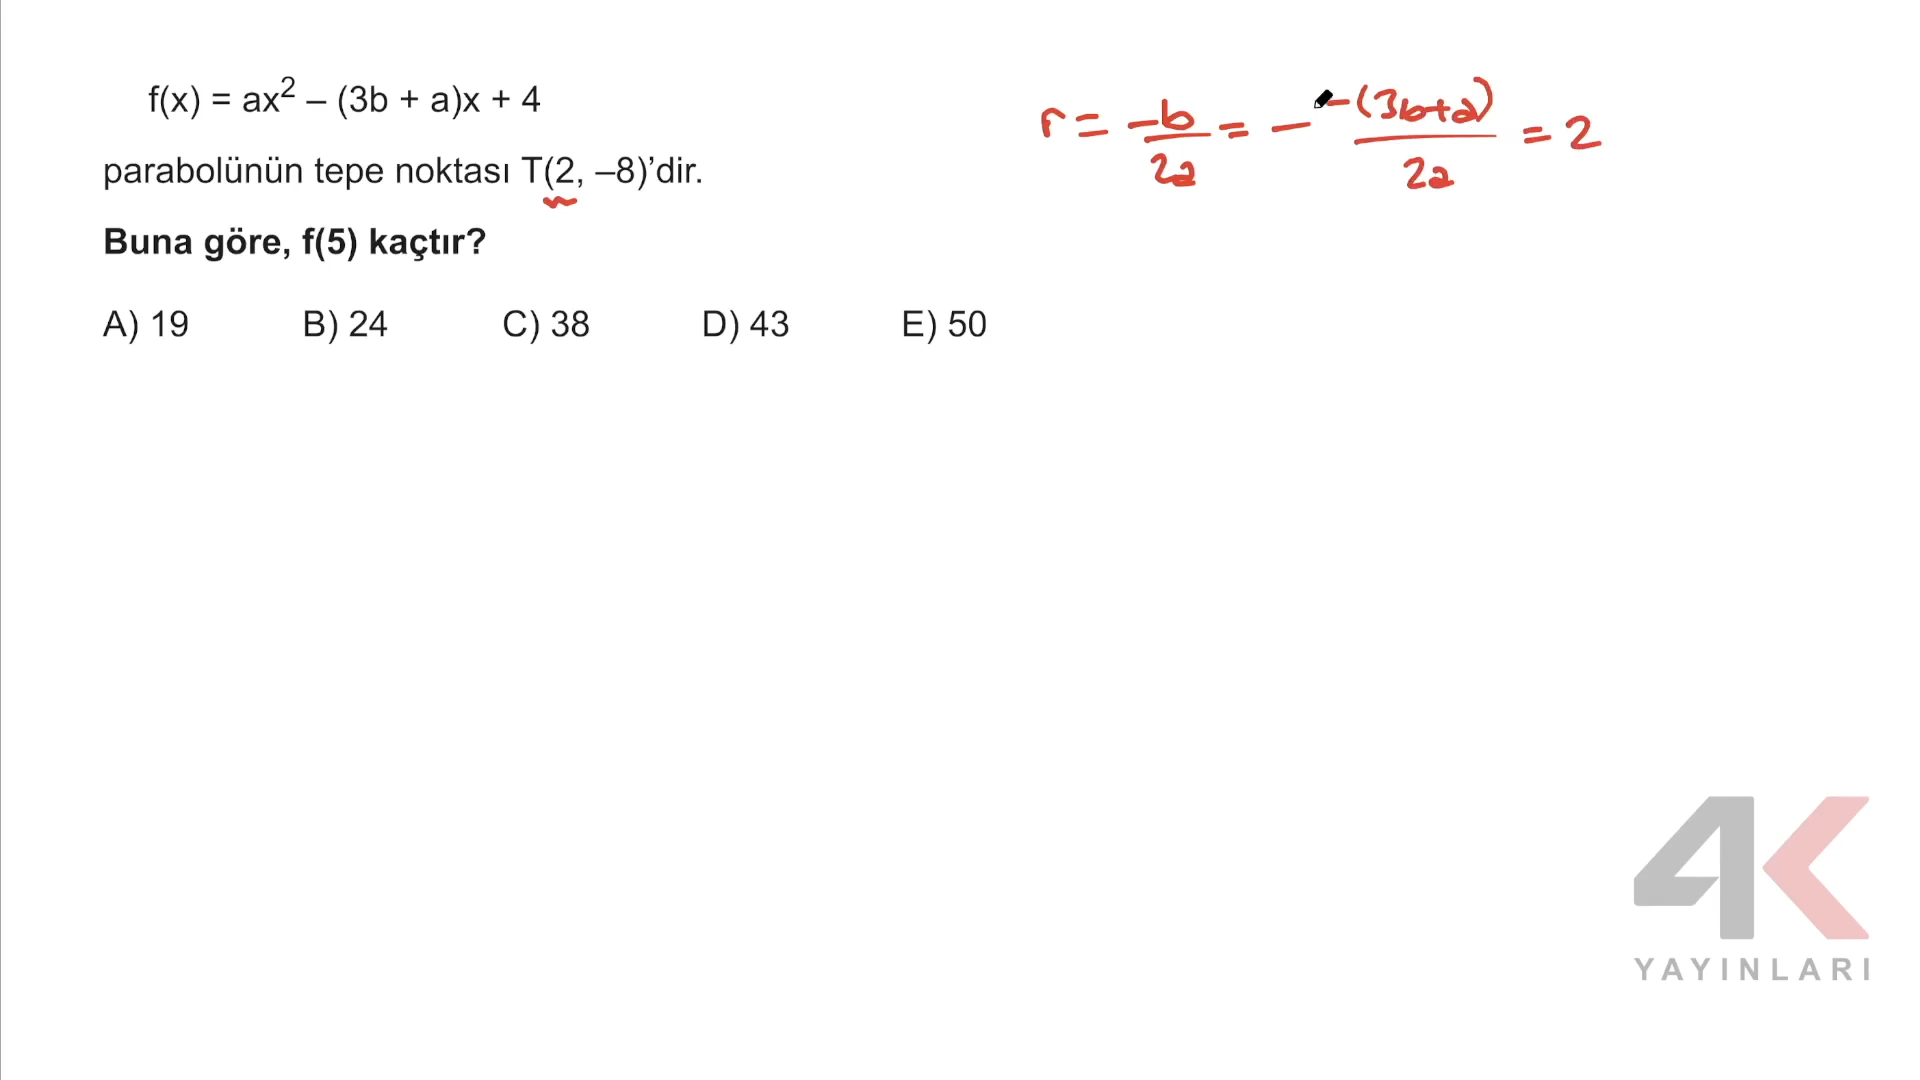 f(x) = ax² – (3b + a)x + 4
parabolünün tepe noktası T(2, –8)’dir.
Buna göre, f(5) kaçtır?
A) 19 B) 24 C) 38 D) 43 E) 50
r = -b/2a = - -(3b+a)/2a = 2
4K
YAYINLARI